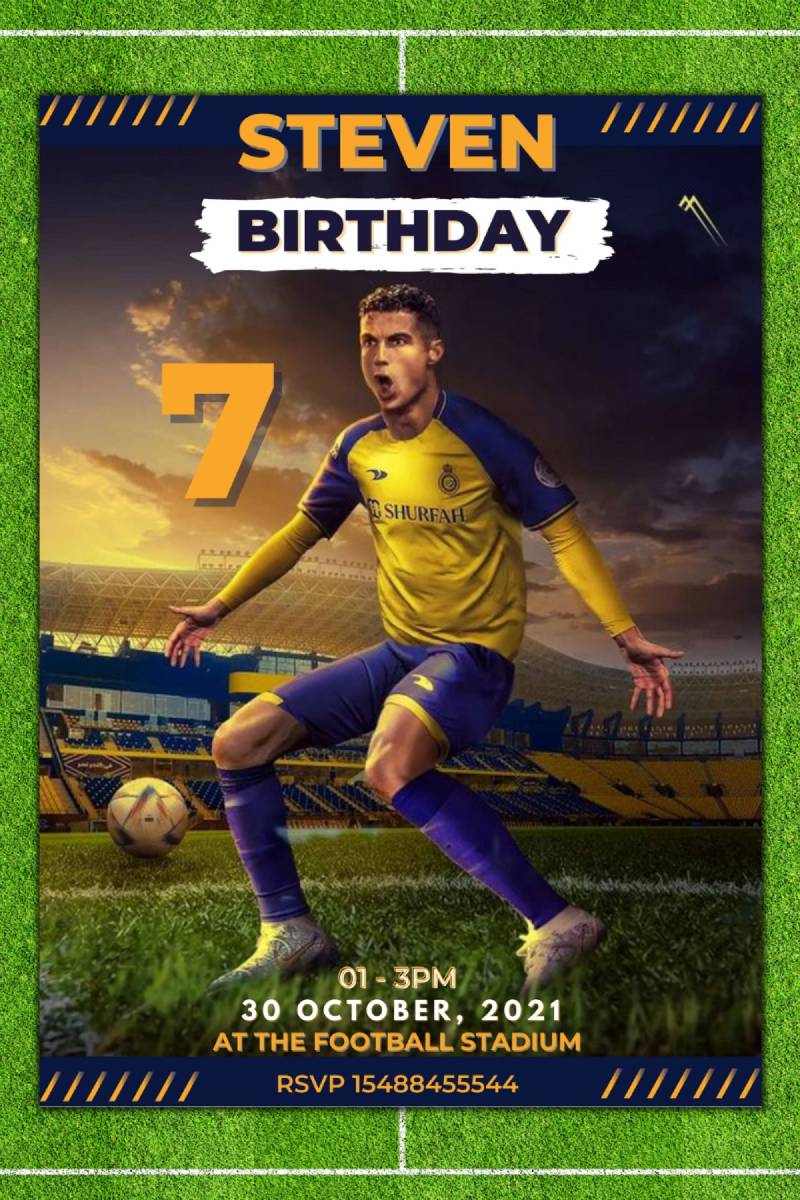 STEVEN
BIRTHDAY
7
SHURFAH
01 - 3PM
30 OCTOBER, 2021
AT THE FOOTBALL STADIUM
RSVP 15488455544